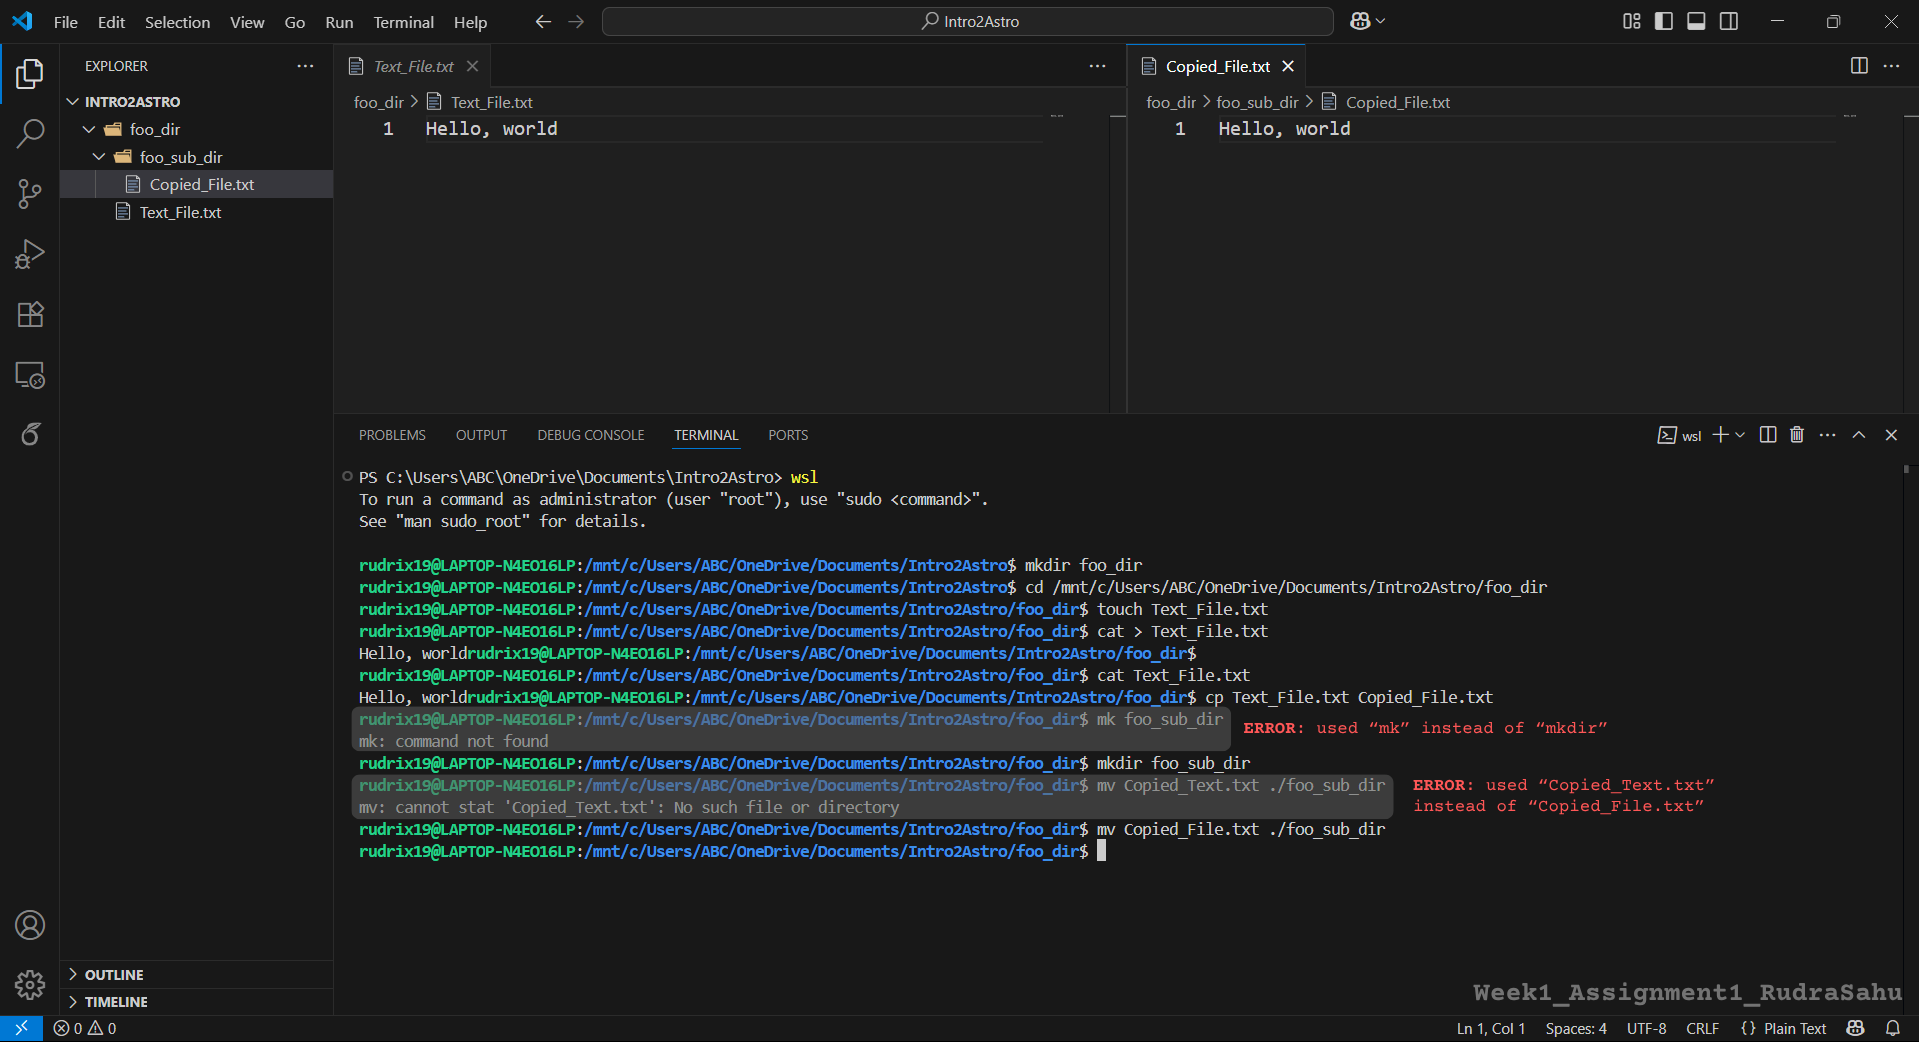 File Edit Selection View Go Run Terminal Help Intro2Astro
EXPLORER
INTRO2ASTRO
foo_dir
foo_sub_dir
Copied_File.txt
Text_File.txt
OUTLINE
TIMELINE
Text_File.txt
foo_dir > Text_File.txt
1 Hello, world
Copied_File.txt
foo_dir > foo_sub_dir > Copied_File.txt
1 Hello, world
PROBLEMS OUTPUT DEBUG CONSOLE TERMINAL PORTS wsl
PS C:\Users\ABC\OneDrive\Documents\Intro2Astro> wsl
To run a command as administrator (user "root"), use "sudo <command>".
See "man sudo_root" for details.
rudrix19@LAPTOP-N4EO16LP:/mnt/c/Users/ABC/OneDrive/Documents/Intro2Astro$ mkdir foo_dir
rudrix19@LAPTOP-N4EO16LP:/mnt/c/Users/ABC/OneDrive/Documents/Intro2Astro$ cd /mnt/c/Users/ABC/OneDrive/Documents/Intro2Astro/foo_dir
rudrix19@LAPTOP-N4EO16LP:/mnt/c/Users/ABC/OneDrive/Documents/Intro2Astro/foo_dir$ touch Text_File.txt
rudrix19@LAPTOP-N4EO16LP:/mnt/c/Users/ABC/OneDrive/Documents/Intro2Astro/foo_dir$ cat > Text_File.txt
Hello, worldrudrix19@LAPTOP-N4EO16LP:/mnt/c/Users/ABC/OneDrive/Documents/Intro2Astro/foo_dir$
rudrix19@LAPTOP-N4EO16LP:/mnt/c/Users/ABC/OneDrive/Documents/Intro2Astro/foo_dir$ cat Text_File.txt
Hello, worldrudrix19@LAPTOP-N4EO16LP:/mnt/c/Users/ABC/OneDrive/Documents/Intro2Astro/foo_dir$ cp Text_File.txt Copied_File.txt
rudrix19@LAPTOP-N4EO16LP:/mnt/c/Users/ABC/OneDrive/Documents/Intro2Astro/foo_dir$ mk foo_sub_dir
mk: command not found
ERROR: used “mk” instead of “mkdir”
rudrix19@LAPTOP-N4EO16LP:/mnt/c/Users/ABC/OneDrive/Documents/Intro2Astro/foo_dir$ mkdir foo_sub_dir
rudrix19@LAPTOP-N4EO16LP:/mnt/c/Users/ABC/OneDrive/Documents/Intro2Astro/foo_dir$ mv Copied_Text.txt ./foo_sub_dir
mv: cannot stat 'Copied_Text.txt': No such file or directory
ERROR: used “Copied_Text.txt”
instead of “Copied_File.txt”
rudrix19@LAPTOP-N4EO16LP:/mnt/c/Users/ABC/OneDrive/Documents/Intro2Astro/foo_dir$ mv Copied_File.txt ./foo_sub_dir
rudrix19@LAPTOP-N4EO16LP:/mnt/c/Users/ABC/OneDrive/Documents/Intro2Astro/foo_dir$
Week1_Assignment1_RudraSahu
0 0 Ln 1, Col 1 Spaces: 4 UTF-8 CRLF {} Plain Text